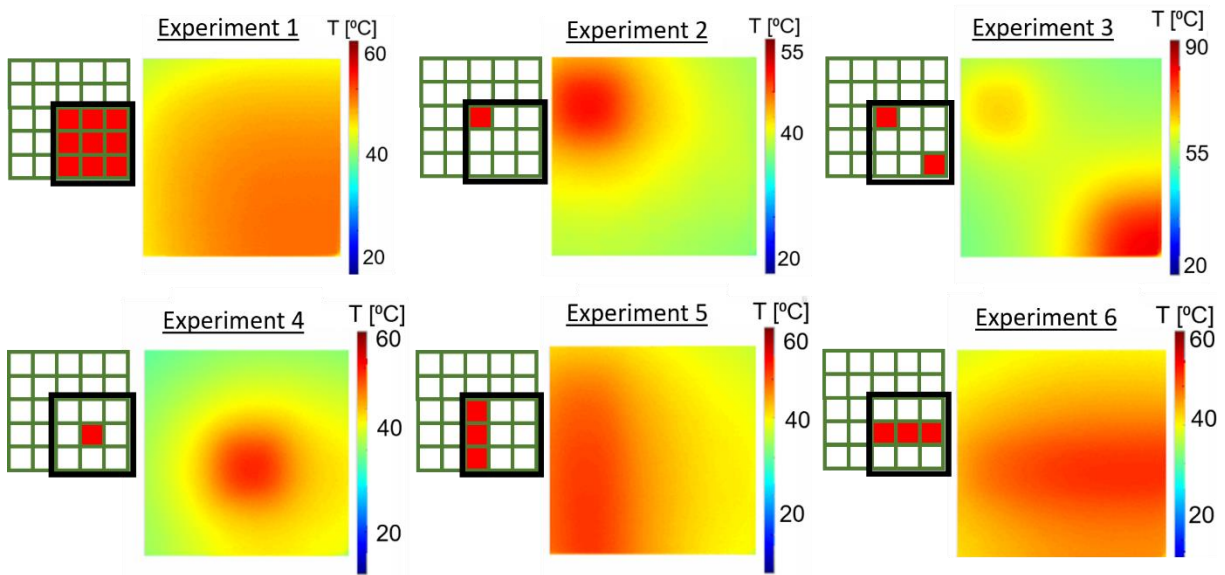 Experiment 1
T [ºC]
60
40
20
Experiment 2
T [ºC]
55
40
20
Experiment 3
T [ºC]
90
55
20
Experiment 4
T [ºC]
60
40
20
Experiment 5
T [ºC]
60
40
20
Experiment 6
T [ºC]
60
40
20